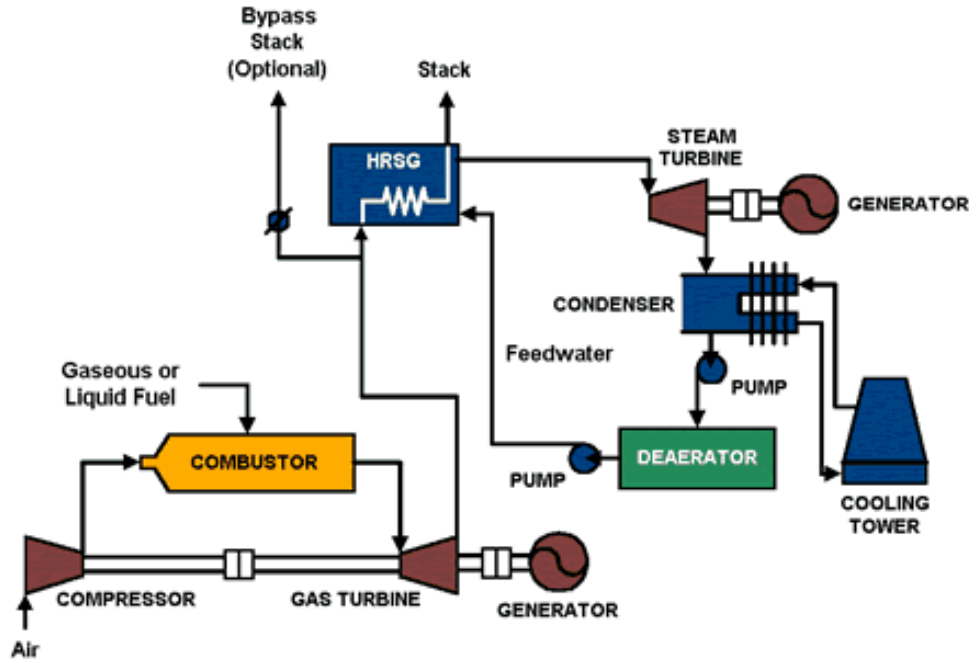 Bypass
Stack
(Optional)
Stack
HRSG
STEAM
TURBINE
GENERATOR
CONDENSER
Feedwater
PUMP
Gaseous or
Liquid Fuel
COMBUSTOR
PUMP
DEAERATOR
COOLING
TOWER
COMPRESSOR
GAS TURBINE
GENERATOR
Air